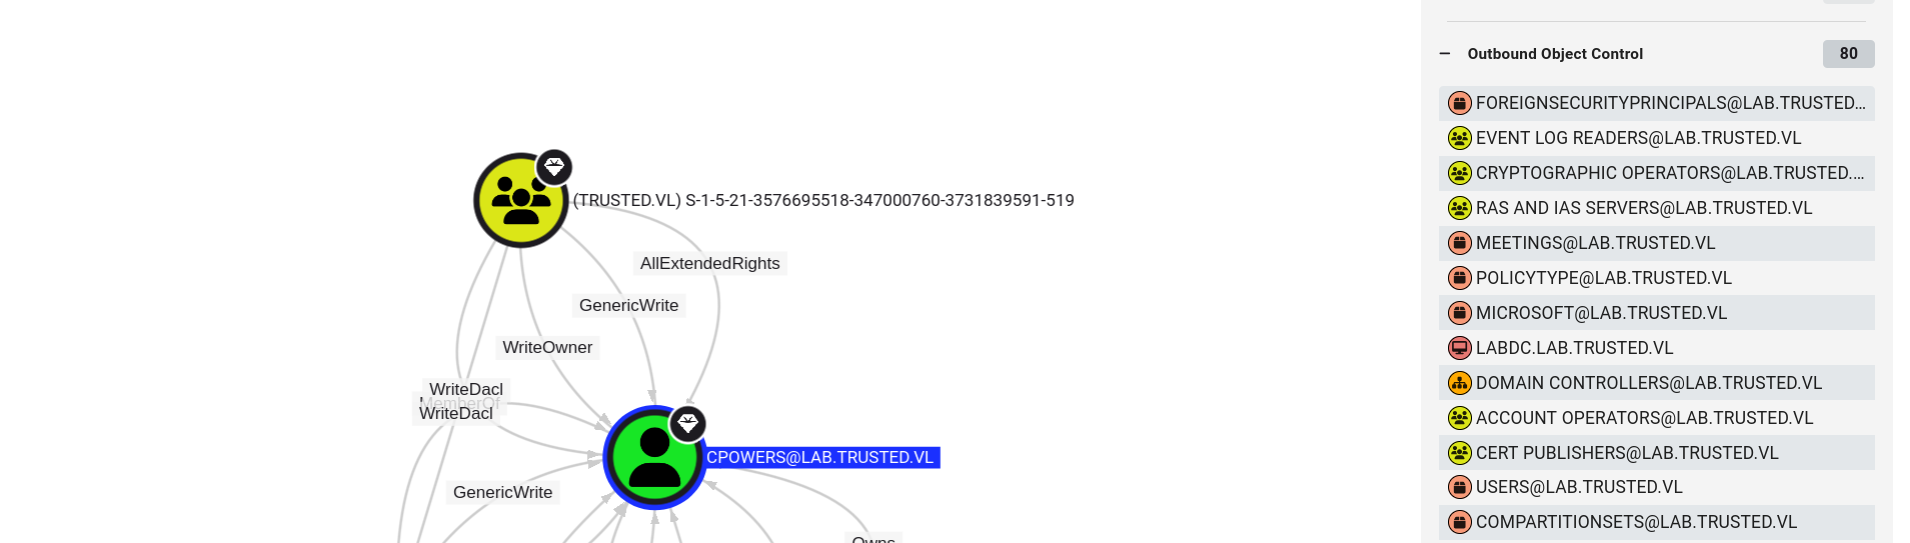 (TRUSTED.VL) S-1-5-21-3576695518-347000760-3731839591-519
AllExtendedRights
GenericWrite
WriteOwner
WriteDacl
MemberOf
WriteDacl
CPOWERS@LAB.TRUSTED.VL
GenericWrite
Owns
Outbound Object Control
80
FOREIGNSECURITYPRINCIPALS@LAB.TRUSTED...
EVENT LOG READERS@LAB.TRUSTED.VL
CRYPTOGRAPHIC OPERATORS@LAB.TRUSTED....
RAS AND IAS SERVERS@LAB.TRUSTED.VL
MEETINGS@LAB.TRUSTED.VL
POLICYTYPE@LAB.TRUSTED.VL
MICROSOFT@LAB.TRUSTED.VL
LABDC.LAB.TRUSTED.VL
DOMAIN CONTROLLERS@LAB.TRUSTED.VL
ACCOUNT OPERATORS@LAB.TRUSTED.VL
CERT PUBLISHERS@LAB.TRUSTED.VL
USERS@LAB.TRUSTED.VL
COMPARTITIONSETS@LAB.TRUSTED.VL